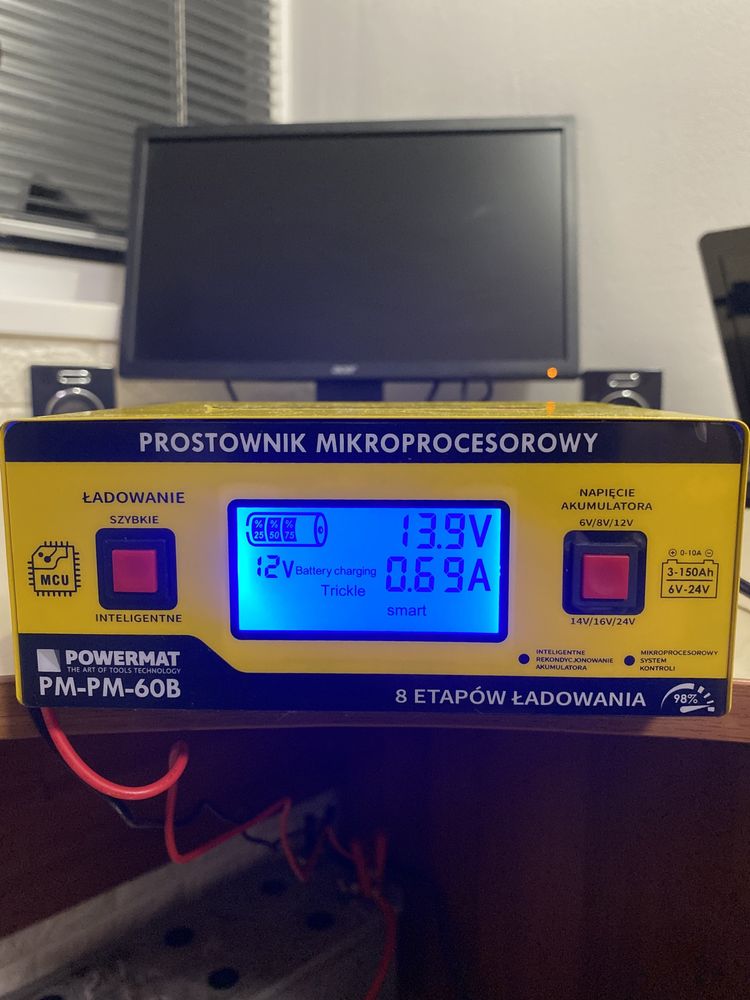 acer
PROSTOWNIK MIKROPROCESOROWY
ŁADOWANIE
SZYBKIE
INTELIGENTNE
MCU
% % %
25 50 75
13.9V
12V Battery charging 0.69A
Trickle
smart
NAPIĘCIE
AKUMULATORA
6V/8V/12V
14V/16V/24V
0-10A
3-150Ah
6V-24V
POWERMAT
THE ART OF TOOLS TECHNOLOGY
PM-PM-60B
INTELIGENTNE
REKONDYCJONOWANIE
AKUMULATORA
MIKROPROCESOROWY
SYSTEM
KONTROLI
8 ETAPÓW ŁADOWANIA
98%